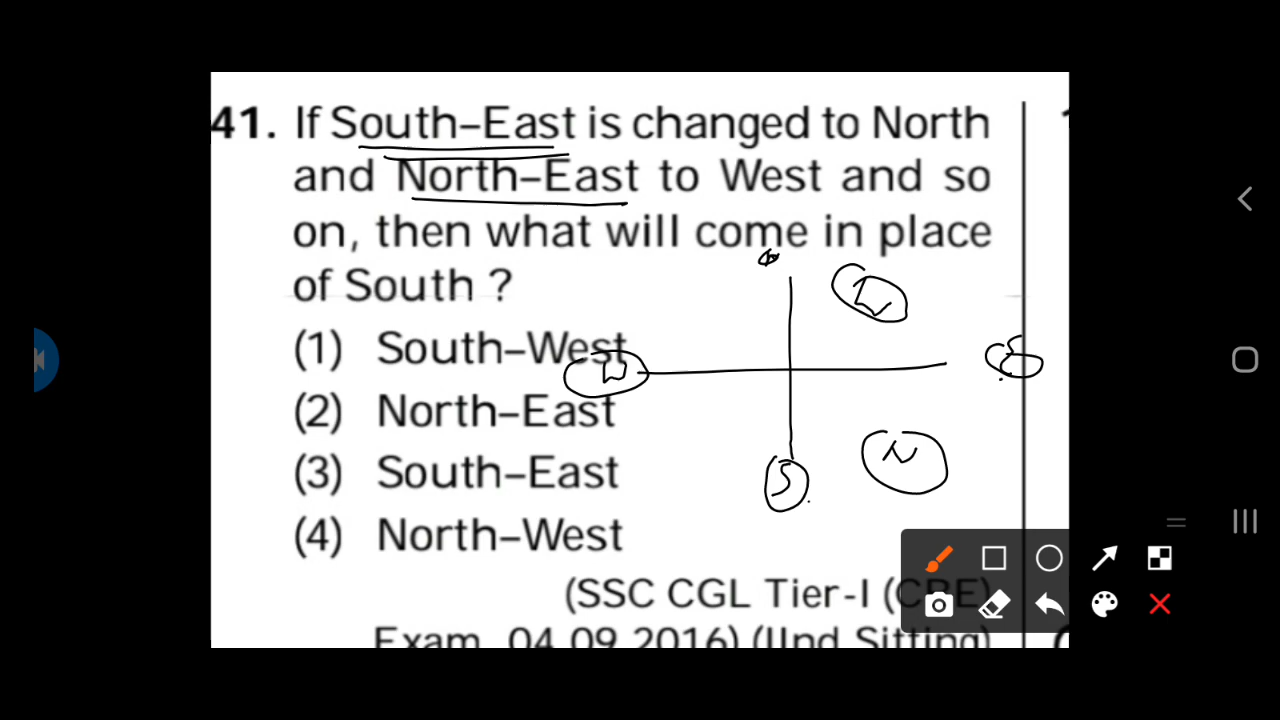 41. If South–East is changed to North
and North–East to West and so
on, then what will come in place
of South ?
(1) South–West
(2) North–East
(3) South–East
(4) North–West
(SSC CGL Tier-I (CBE)
Exam. 04.09.2016) (IInd Sitting)
N
S